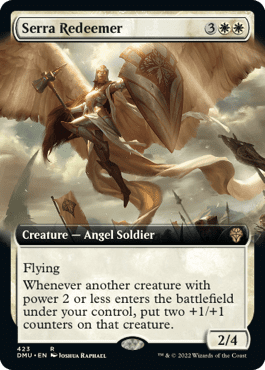 Serra Redeemer 3
Creature — Angel Soldier
Flying
Whenever another creature with
power 2 or less enters the battlefield
under your control, put two +1/+1
counters on that creature.
2/4
423 R
DMU • EN Joshua Raphael
™ & © 2022 Wizards of the Coast